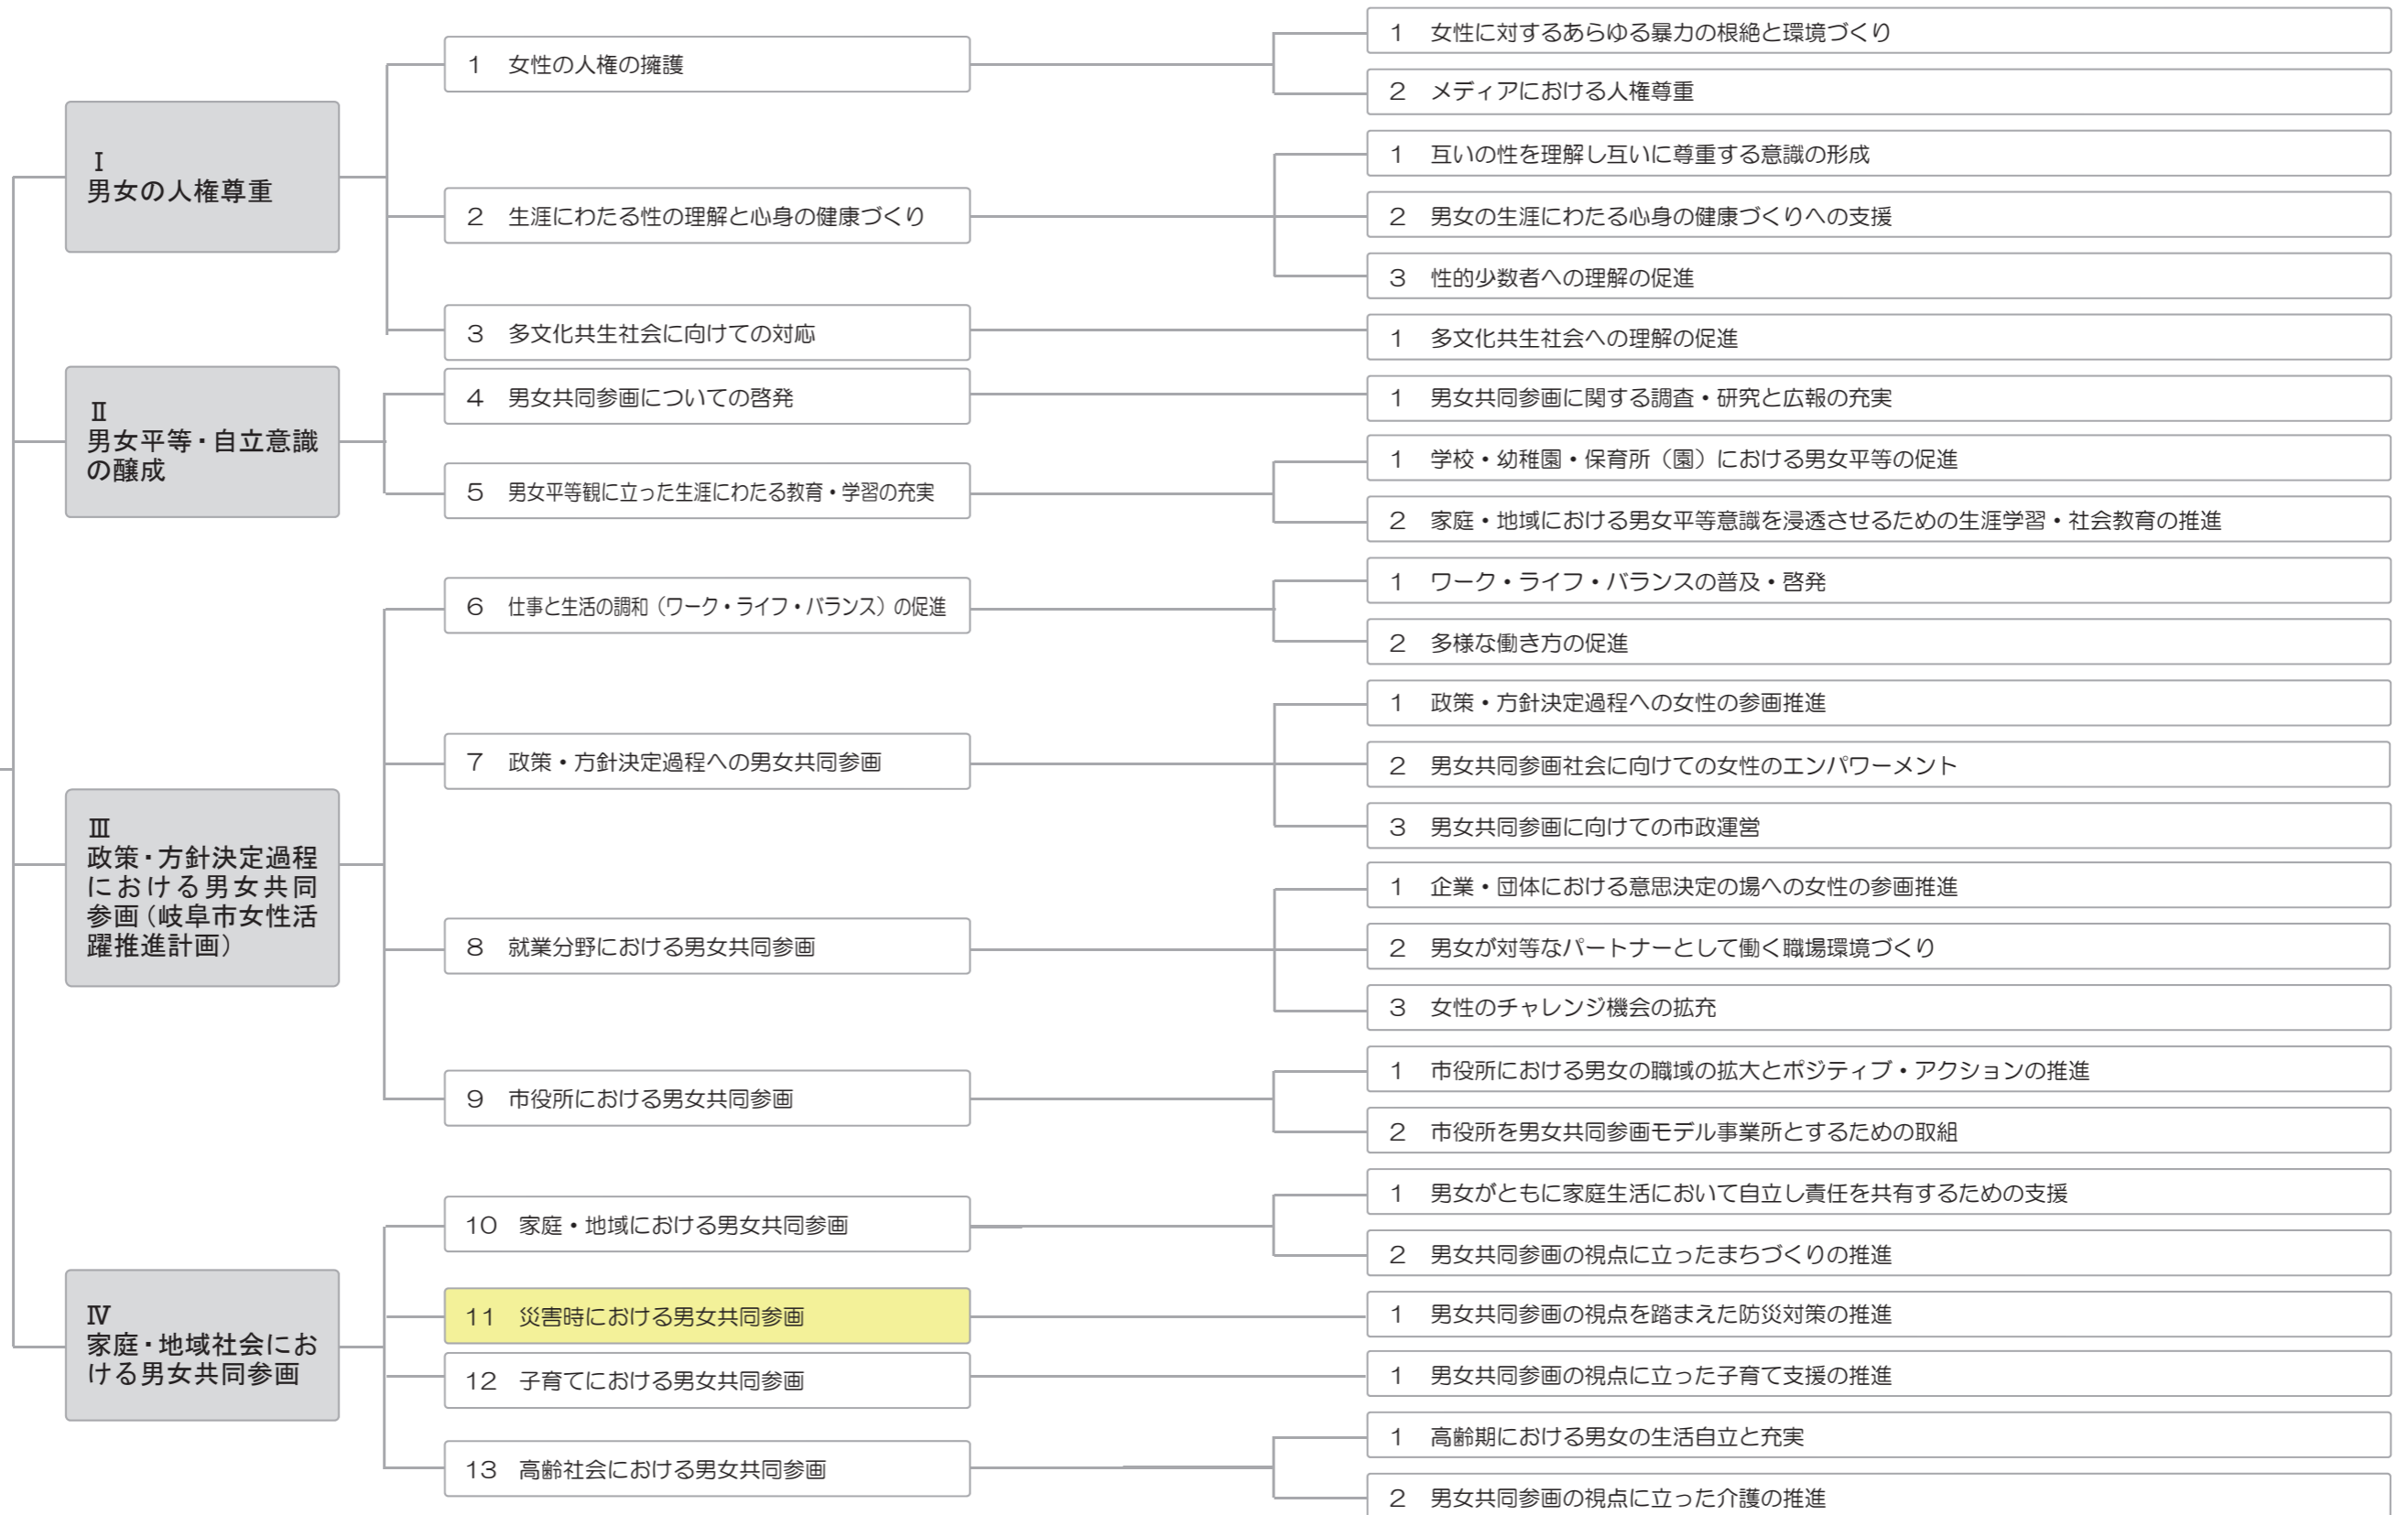 Ⅰ
男女の人権尊重
1 女性の人権の擁護
1 女性に対するあらゆる暴力の根絶と環境づくり
2 メディアにおける人権尊重
2 生涯にわたる性の理解と心身の健康づくり
1 互いの性を理解し互いに尊重する意識の形成
2 男女の生涯にわたる心身の健康づくりへの支援
3 性的少数者への理解の促進
3 多文化共生社会に向けての対応
1 多文化共生社会への理解の促進
Ⅱ
男女平等・自立意識
の醸成
4 男女共同参画についての啓発
1 男女共同参画に関する調査・研究と広報の充実
5 男女平等観に立った生涯にわたる教育・学習の充実
1 学校・幼稚園・保育所（園）における男女平等の促進
2 家庭・地域における男女平等意識を浸透させるための生涯学習・社会教育の推進
Ⅲ
政策・方針決定過程
における男女共同
参画（岐阜市女性活
躍推進計画）
6 仕事と生活の調和（ワーク・ライフ・バランス）の促進
1 ワーク・ライフ・バランスの普及・啓発
2 多様な働き方の促進
7 政策・方針決定過程への男女共同参画
1 政策・方針決定過程への女性の参画推進
2 男女共同参画社会に向けての女性のエンパワーメント
3 男女共同参画に向けての市政運営
8 就業分野における男女共同参画
1 企業・団体における意思決定の場への女性の参画推進
2 男女が対等なパートナーとして働く職場環境づくり
3 女性のチャレンジ機会の拡充
9 市役所における男女共同参画
1 市役所における男女の職域の拡大とポジティブ・アクションの推進
2 市役所を男女共同参画モデル事業所とするための取組
Ⅳ
家庭・地域社会にお
ける男女共同参画
10 家庭・地域における男女共同参画
1 男女がともに家庭生活において自立し責任を共有するための支援
2 男女共同参画の視点に立ったまちづくりの推進
11 災害時における男女共同参画
1 男女共同参画の視点を踏まえた防災対策の推進
12 子育てにおける男女共同参画
1 男女共同参画の視点に立った子育て支援の推進
13 高齢社会における男女共同参画
1 高齢期における男女の生活自立と充実
2 男女共同参画の視点に立った介護の推進